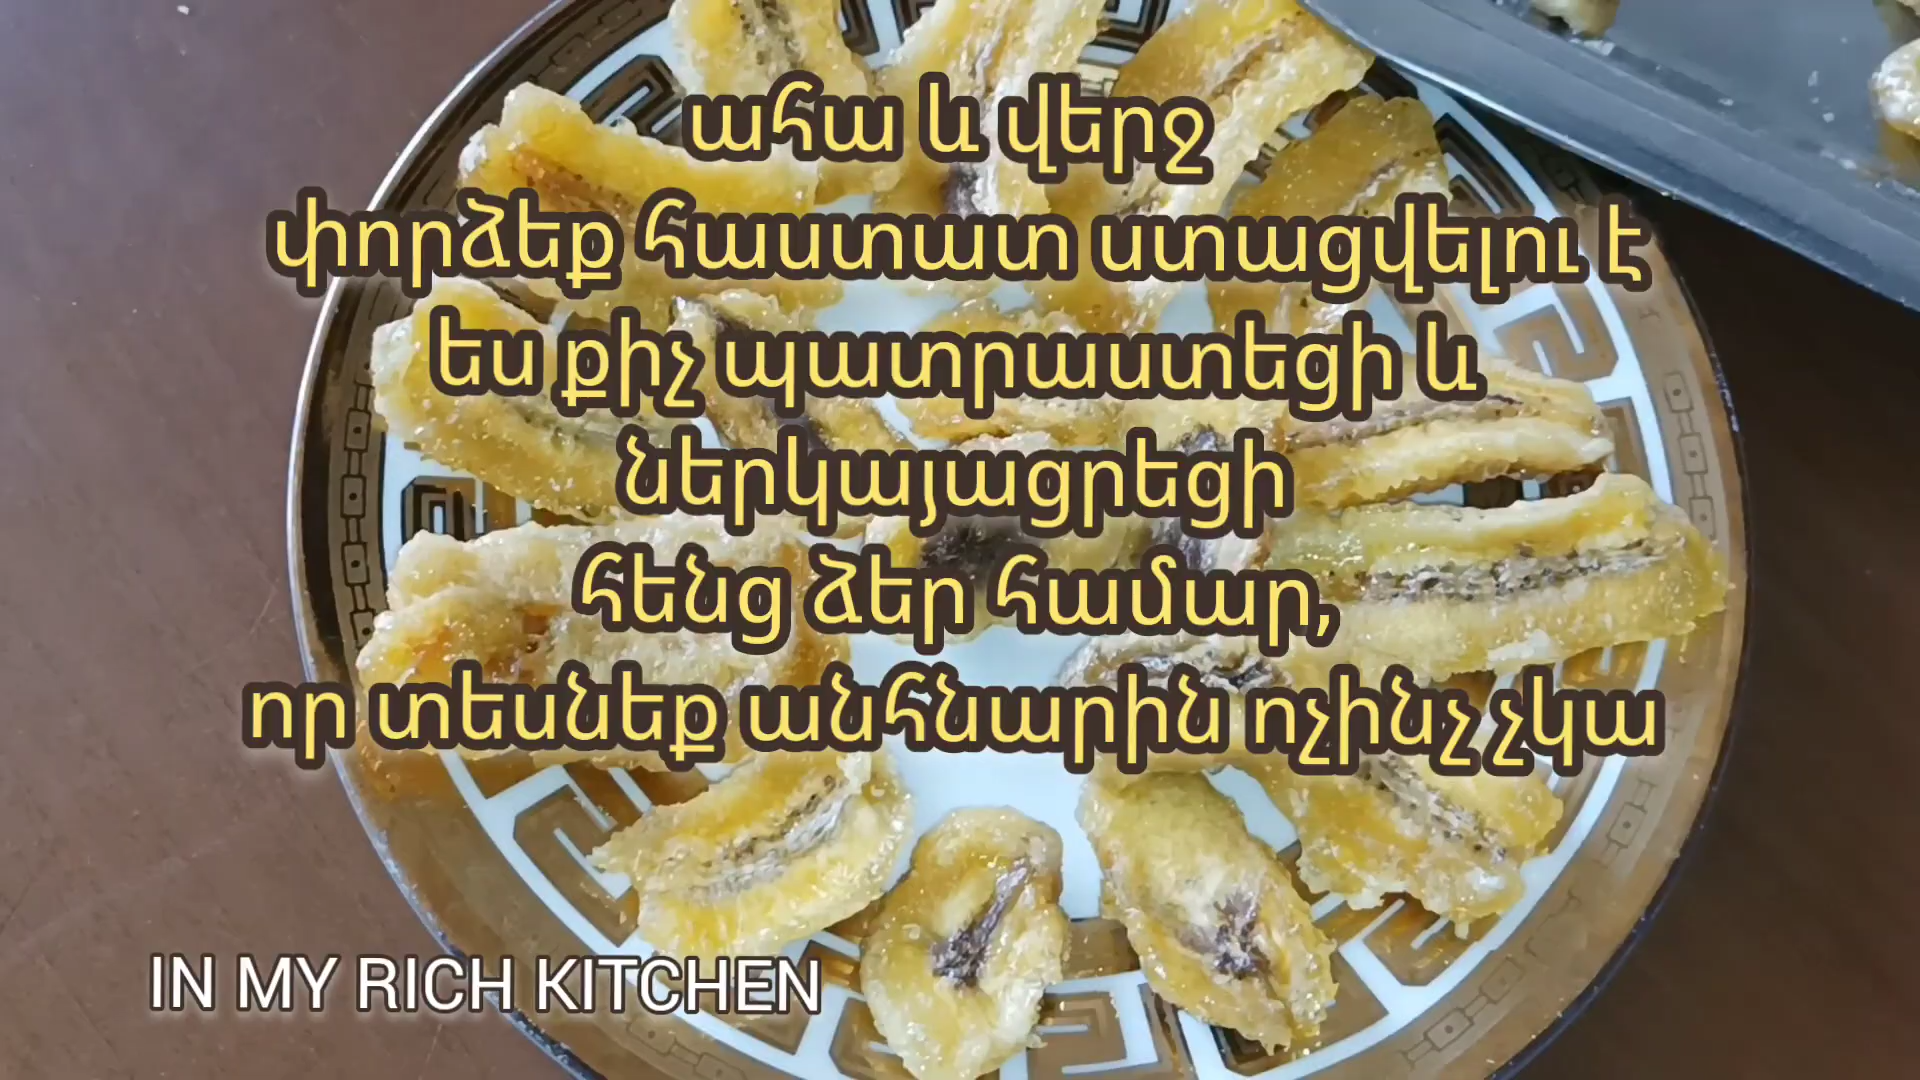 ահա և վերջ
փորձեք հաստատ ստացվելու է
ես քիչ պատրաստեցի և
ներկայացրեցի
հենց ձեր համար,
որ տեսնեք անհնարին ոչինչ չկա
IN MY RICH KITCHEN